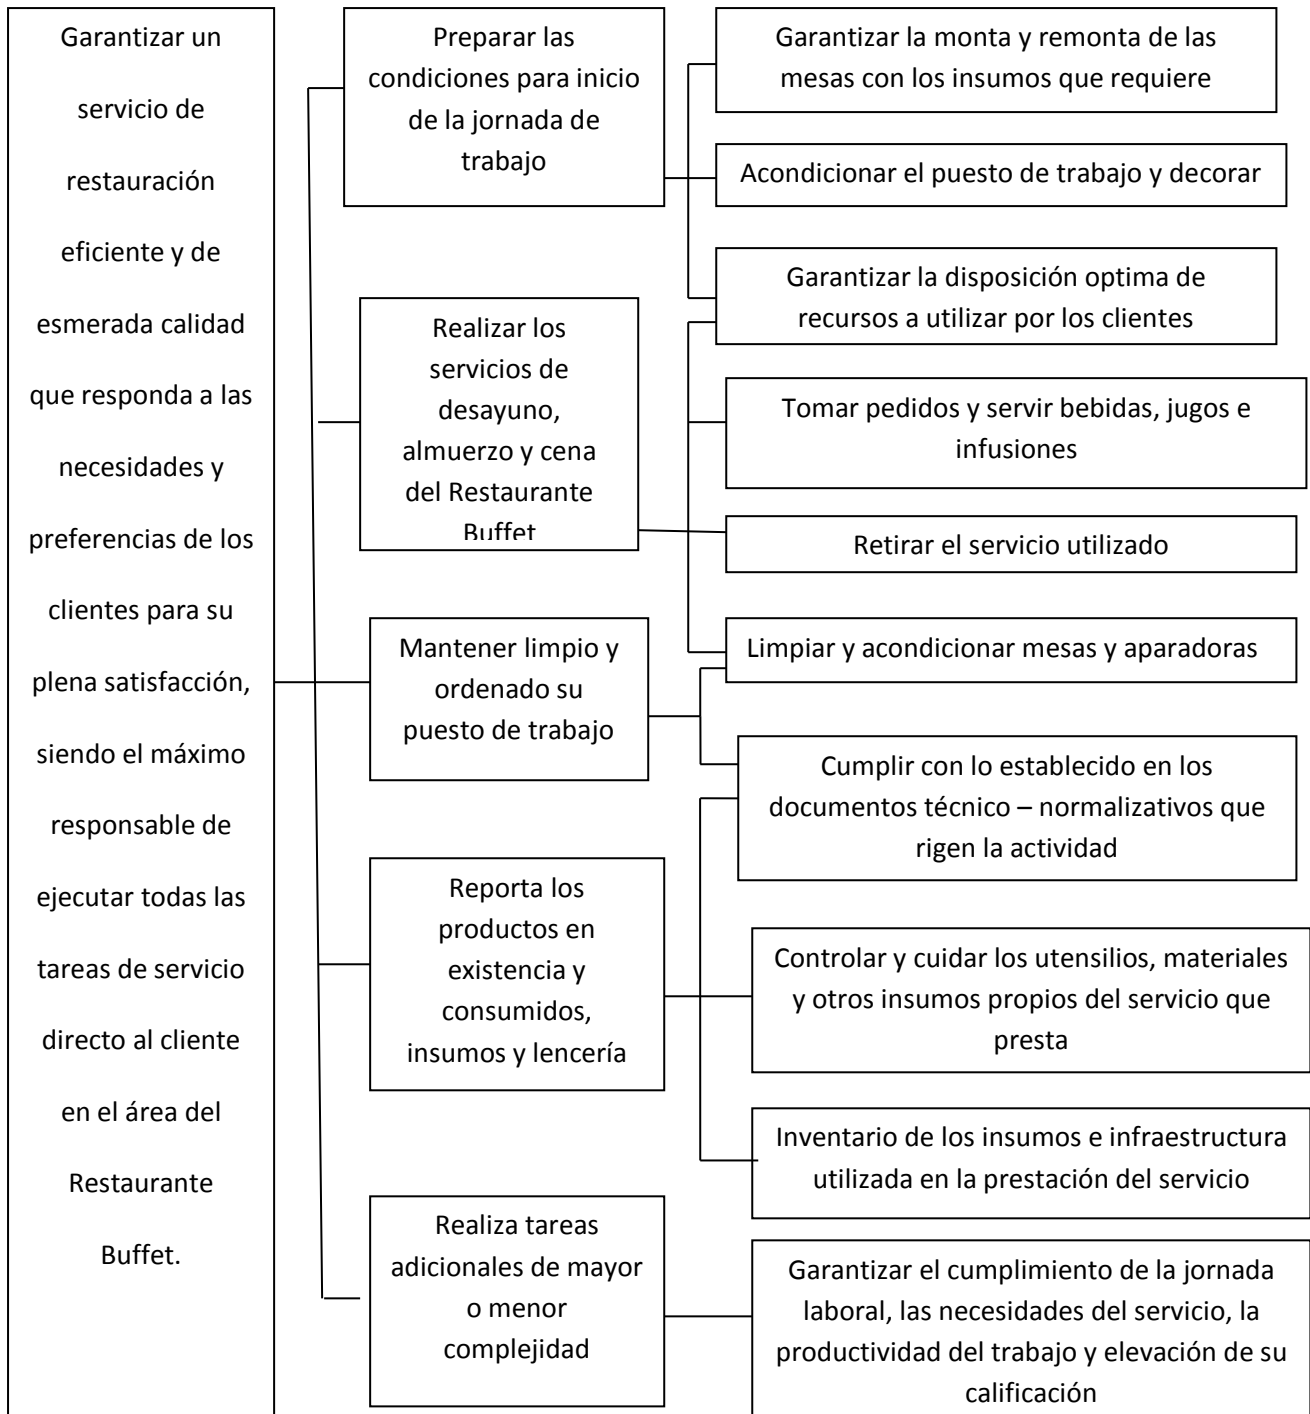 Garantizar un
servicio de
restauración
eficiente y de
esmerada calidad
que responda a las
necesidades y
preferencias de los
clientes para su
plena satisfacción,
siendo el máximo
responsable de
ejecutar todas las
tareas de servicio
directo al cliente
en el área del
Restaurante
Buffet.
Preparar las
condiciones para inicio
de la jornada de
trabajo
Realizar los
servicios de
desayuno,
almuerzo y cena
del Restaurante
Buffet
Mantener limpio y
ordenado su
puesto de trabajo
Reporta los
productos en
existencia y
consumidos,
insumos y lencería
Realiza tareas
adicionales de mayor
o menor
complejidad
Garantizar la monta y remonta de las
mesas con los insumos que requiere
Acondicionar el puesto de trabajo y decorar
Garantizar la disposición optima de
recursos a utilizar por los clientes
Tomar pedidos y servir bebidas, jugos e
infusiones
Retirar el servicio utilizado
Limpiar y acondicionar mesas y aparadoras
Cumplir con lo establecido en los
documentos técnico – normalizativos que
rigen la actividad
Controlar y cuidar los utensilios, materiales
y otros insumos propios del servicio que
presta
Inventario de los insumos e infraestructura
utilizada en la prestación del servicio
Garantizar el cumplimiento de la jornada
laboral, las necesidades del servicio, la
productividad del trabajo y elevación de su
calificación